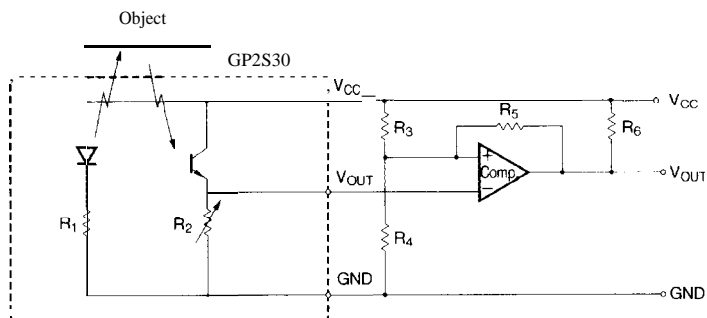 Object
GP2S30
VCC
VCC
R5
R3
R6
+
Comp.
−
VOUT
VOUT
R1
R2
R4
GND
GND